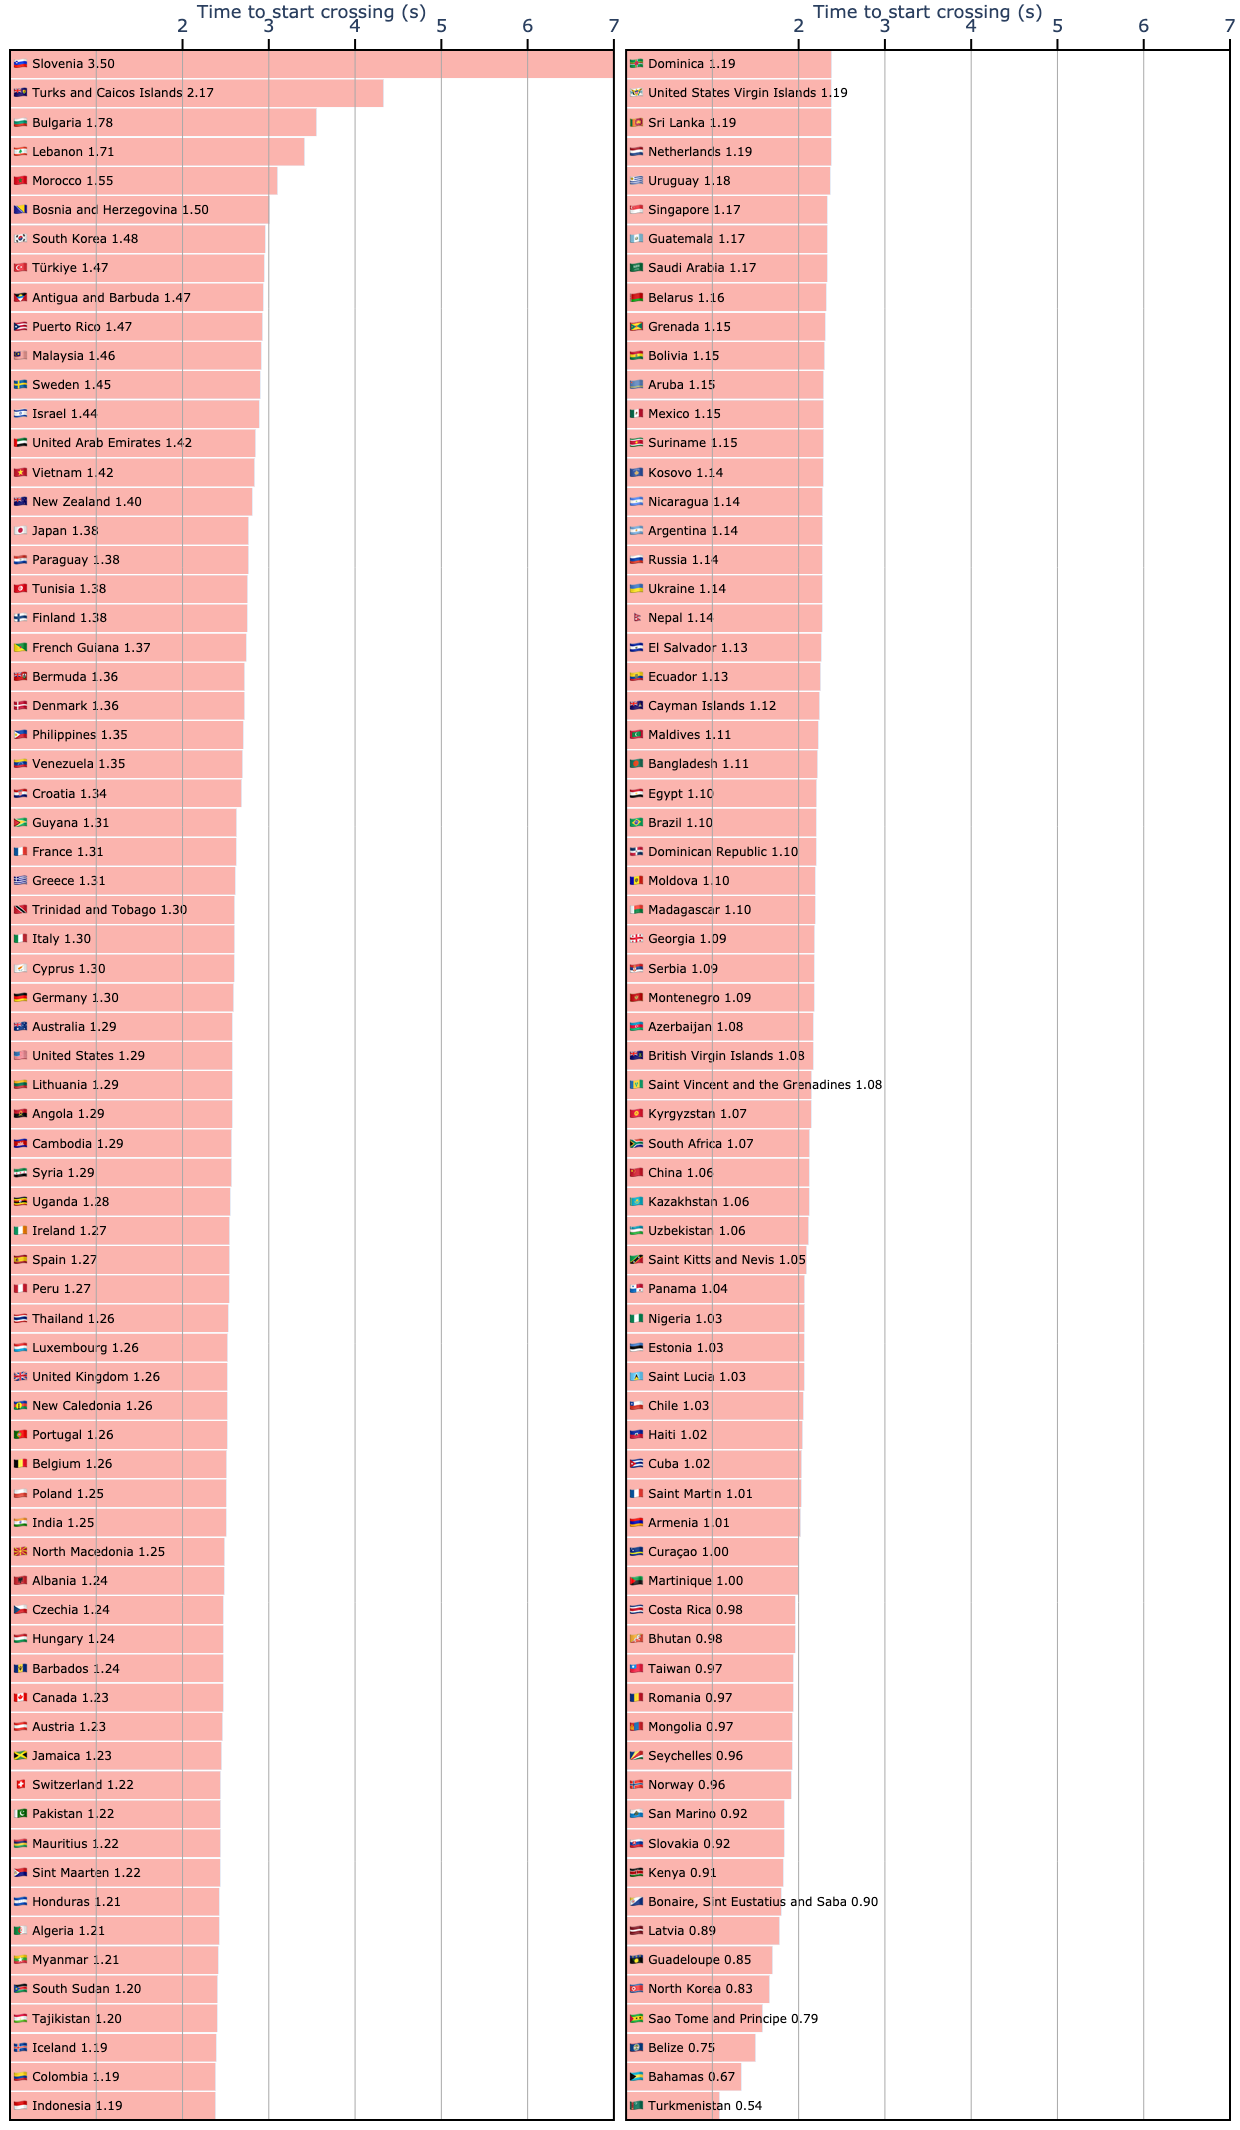 Time to start crossing (s)
2 3 4 5 6 7
Slovenia 3.50
Turks and Caicos Islands 2.17
Bulgaria 1.78
Lebanon 1.71
Morocco 1.55
Bosnia and Herzegovina 1.50
South Korea 1.48
Türkiye 1.47
Antigua and Barbuda 1.47
Puerto Rico 1.47
Malaysia 1.46
Sweden 1.45
Israel 1.44
United Arab Emirates 1.42
Vietnam 1.42
New Zealand 1.40
Japan 1.38
Paraguay 1.38
Tunisia 1.38
Finland 1.38
French Guiana 1.37
Bermuda 1.36
Denmark 1.36
Philippines 1.35
Venezuela 1.35
Croatia 1.34
Guyana 1.31
France 1.31
Greece 1.31
Trinidad and Tobago 1.30
Italy 1.30
Cyprus 1.30
Germany 1.30
Australia 1.29
United States 1.29
Lithuania 1.29
Angola 1.29
Cambodia 1.29
Syria 1.29
Uganda 1.28
Ireland 1.27
Spain 1.27
Peru 1.27
Thailand 1.26
Luxembourg 1.26
United Kingdom 1.26
New Caledonia 1.26
Portugal 1.26
Belgium 1.26
Poland 1.25
India 1.25
North Macedonia 1.25
Albania 1.24
Czechia 1.24
Hungary 1.24
Barbados 1.24
Canada 1.23
Austria 1.23
Jamaica 1.23
Switzerland 1.22
Pakistan 1.22
Mauritius 1.22
Sint Maarten 1.22
Honduras 1.21
Algeria 1.21
Myanmar 1.21
South Sudan 1.20
Tajikistan 1.20
Iceland 1.19
Colombia 1.19
Indonesia 1.19
Time to start crossing (s)
2 3 4 5 6 7
Dominica 1.19
United States Virgin Islands 1.19
Sri Lanka 1.19
Netherlands 1.19
Uruguay 1.18
Singapore 1.17
Guatemala 1.17
Saudi Arabia 1.17
Belarus 1.16
Grenada 1.15
Bolivia 1.15
Aruba 1.15
Mexico 1.15
Suriname 1.15
Kosovo 1.14
Nicaragua 1.14
Argentina 1.14
Russia 1.14
Ukraine 1.14
Nepal 1.14
El Salvador 1.13
Ecuador 1.13
Cayman Islands 1.12
Maldives 1.11
Bangladesh 1.11
Egypt 1.10
Brazil 1.10
Dominican Republic 1.10
Moldova 1.10
Madagascar 1.10
Georgia 1.09
Serbia 1.09
Montenegro 1.09
Azerbaijan 1.08
British Virgin Islands 1.08
Saint Vincent and the Grenadines 1.08
Kyrgyzstan 1.07
South Africa 1.07
China 1.06
Kazakhstan 1.06
Uzbekistan 1.06
Saint Kitts and Nevis 1.05
Panama 1.04
Nigeria 1.03
Estonia 1.03
Saint Lucia 1.03
Chile 1.03
Haiti 1.02
Cuba 1.02
Saint Martin 1.01
Armenia 1.01
Curaçao 1.00
Martinique 1.00
Costa Rica 0.98
Bhutan 0.98
Taiwan 0.97
Romania 0.97
Mongolia 0.97
Seychelles 0.96
Norway 0.96
San Marino 0.92
Slovakia 0.92
Kenya 0.91
Bonaire, Sint Eustatius and Saba 0.90
Latvia 0.89
Guadeloupe 0.85
North Korea 0.83
Sao Tome and Principe 0.79
Belize 0.75
Bahamas 0.67
Turkmenistan 0.54